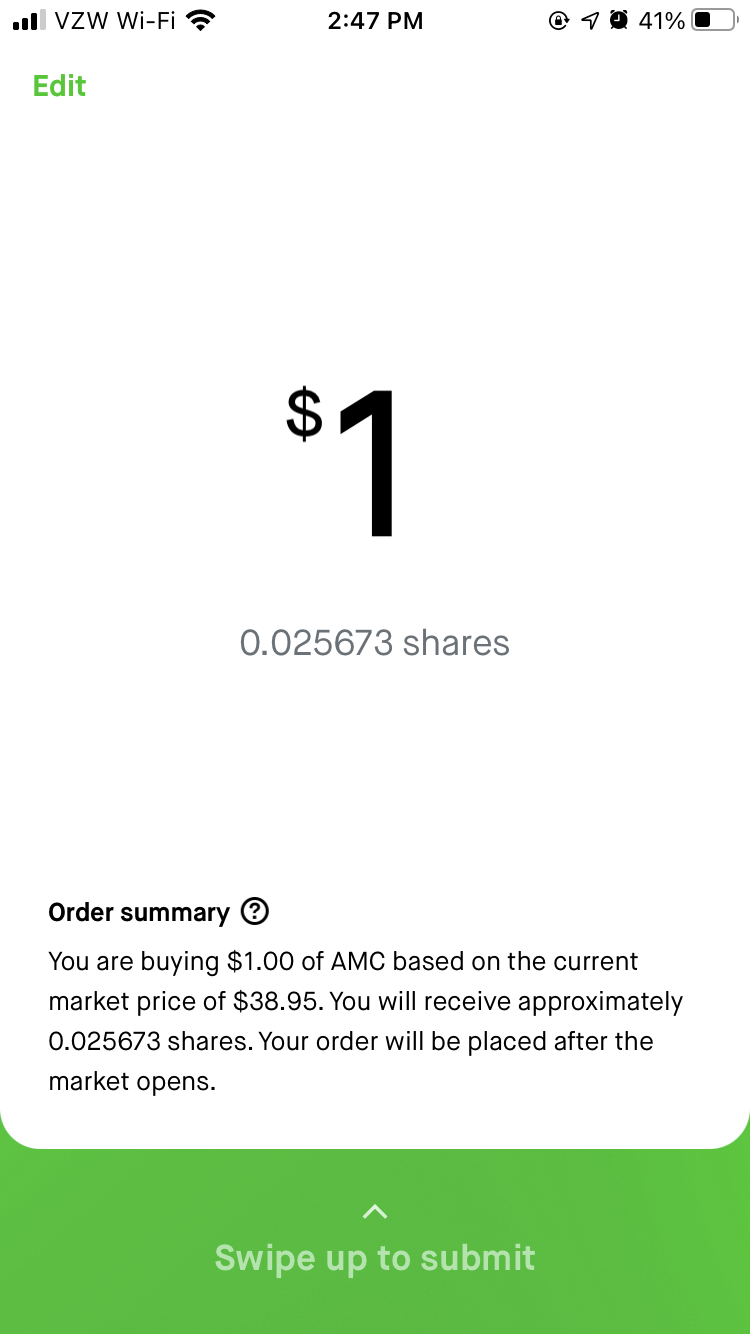 VZW Wi-Fi 2:47 PM 41%
Edit
$1
0.025673 shares
Order summary ?
You are buying $1.00 of AMC based on the current
market price of $38.95. You will receive approximately
0.025673 shares. Your order will be placed after the
market opens.
Swipe up to submit